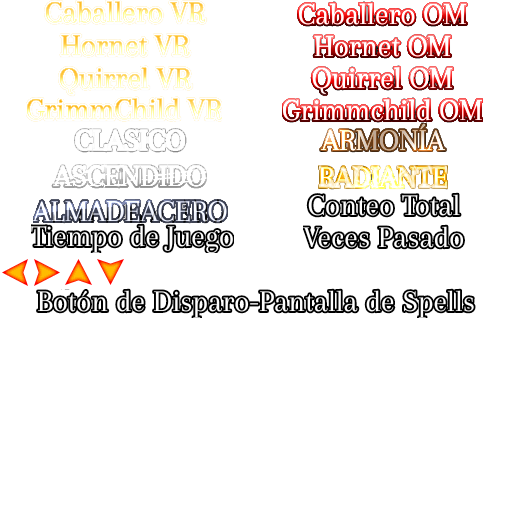 Caballero VR
Caballero OM
Hornet VR
Hornet OM
Quirrel VR
Quirrel OM
GrimmChild VR
Grimmchild OM
CLASICO
ARMONÍA
ASCENDIDO
RADIANTE
ALMADEACERO
Conteo Total
Tiempo de Juego
Veces Pasado
Botón de Disparo-Pantalla de Spells